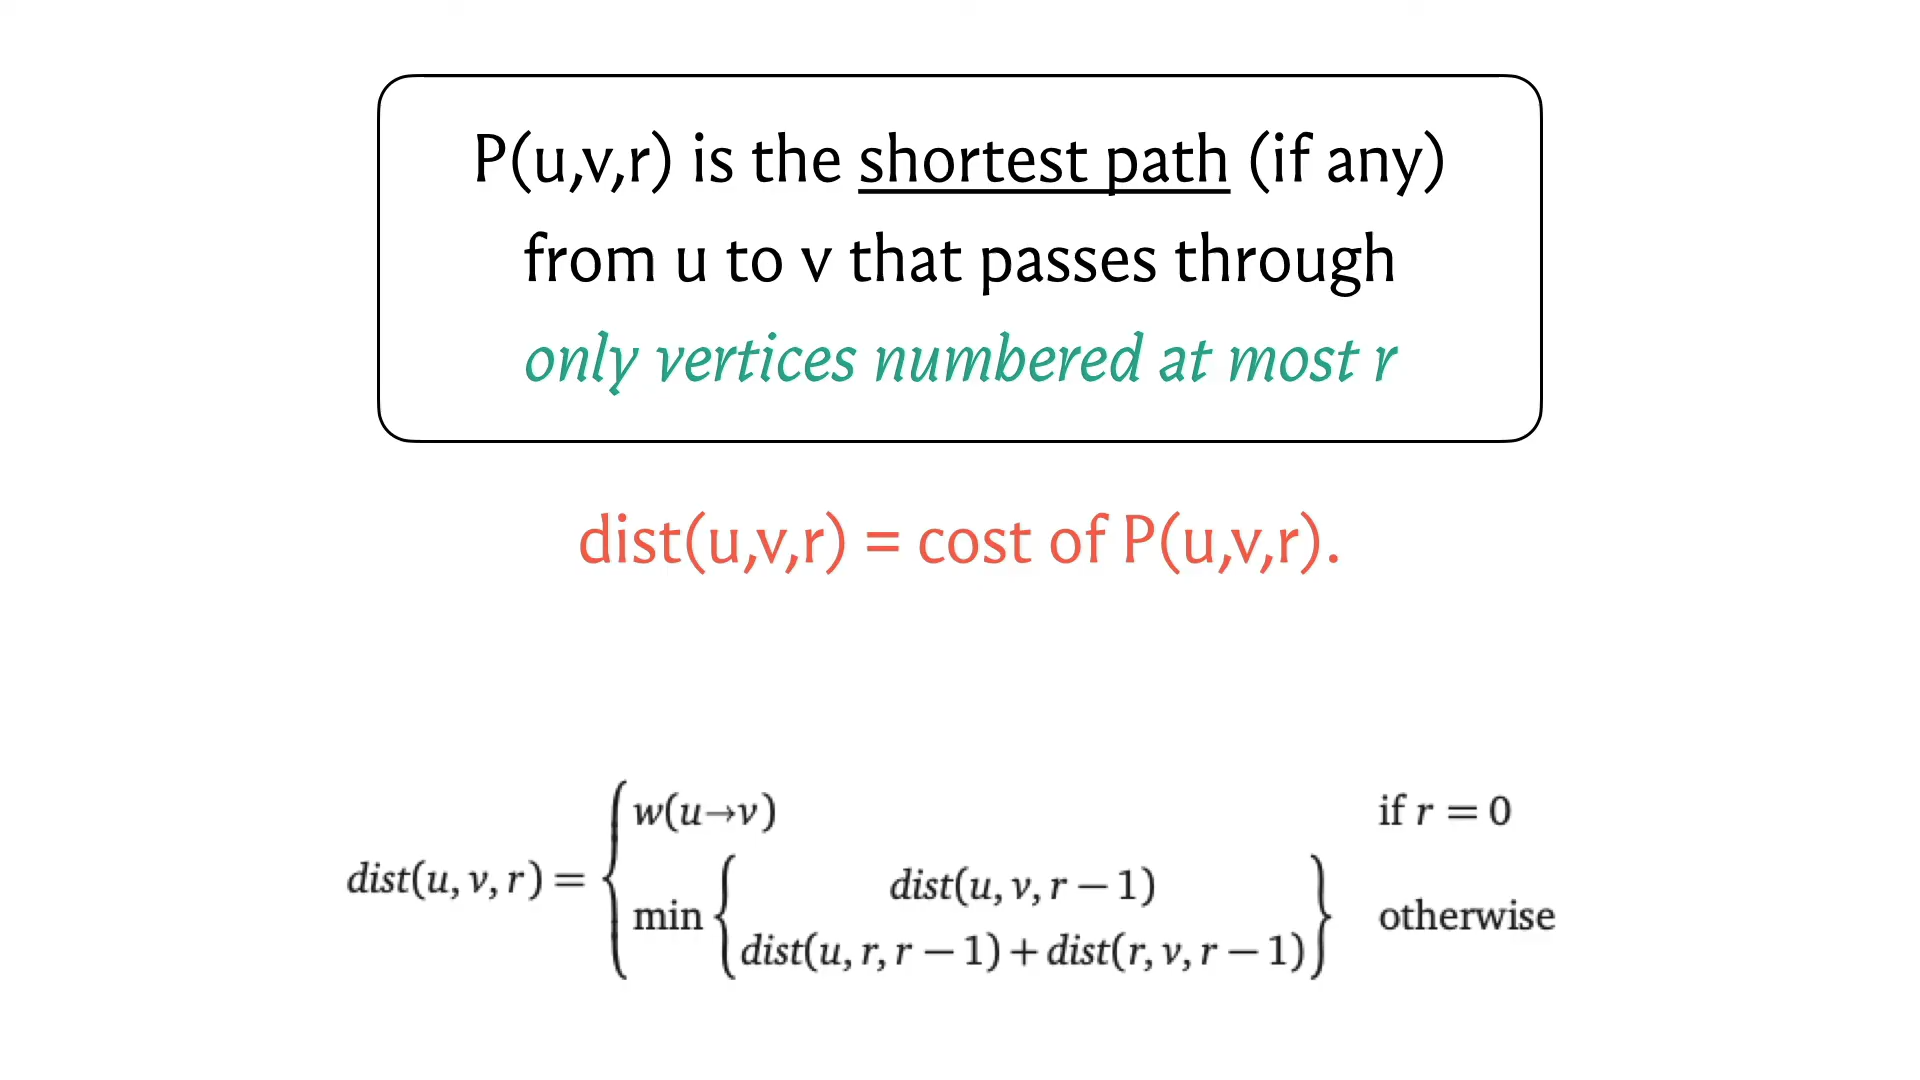 P(u,v,r) is the shortest path (if any)
from u to v that passes through
only vertices numbered at most r
dist(u,v,r) = cost of P(u,v,r).
dist(u, v, r) = { w(u→v) if r = 0
min { dist(u, v, r − 1)
dist(u, r, r − 1) + dist(r, v, r − 1) } otherwise